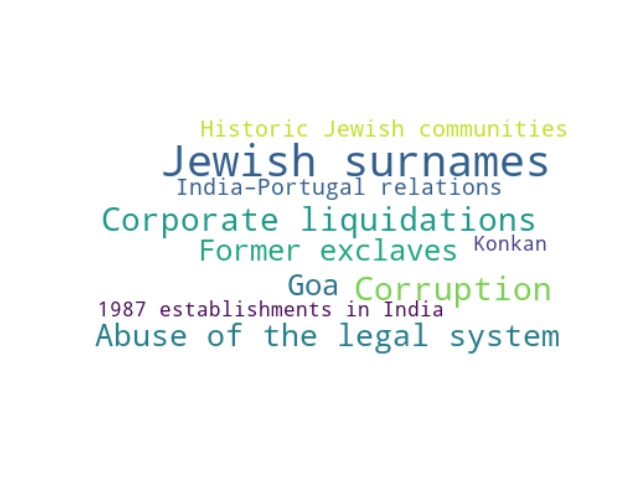 Historic Jewish communities
Jewish surnames
India–Portugal relations
Corporate liquidations
Former exclaves Konkan
Goa Corruption
1987 establishments in India
Abuse of the legal system